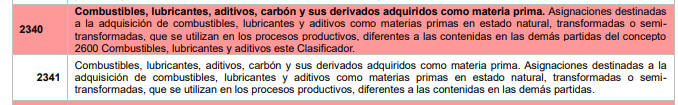 Combustibles, lubricantes, aditivos, carbón y sus derivados adquiridos como materia prima. Asignaciones destinadas
a la adquisición de combustibles, lubricantes y aditivos como materias primas en estado natural, transformadas o semi-
2340 transformadas, que se utilizan en los procesos productivos, diferentes a las contenidas en las demás partidas del concepto
2600 Combustibles, lubricantes y aditivos este Clasificador.
Combustibles, lubricantes, aditivos, carbón y sus derivados adquiridos como materia prima. Asignaciones destinadas a la
2341 adquisición de combustibles, lubricantes y aditivos como materias primas en estado natural, transformadas o semi-
transformadas, que se utilizan en los procesos productivos, diferentes a las contenidas en las demás partidas.